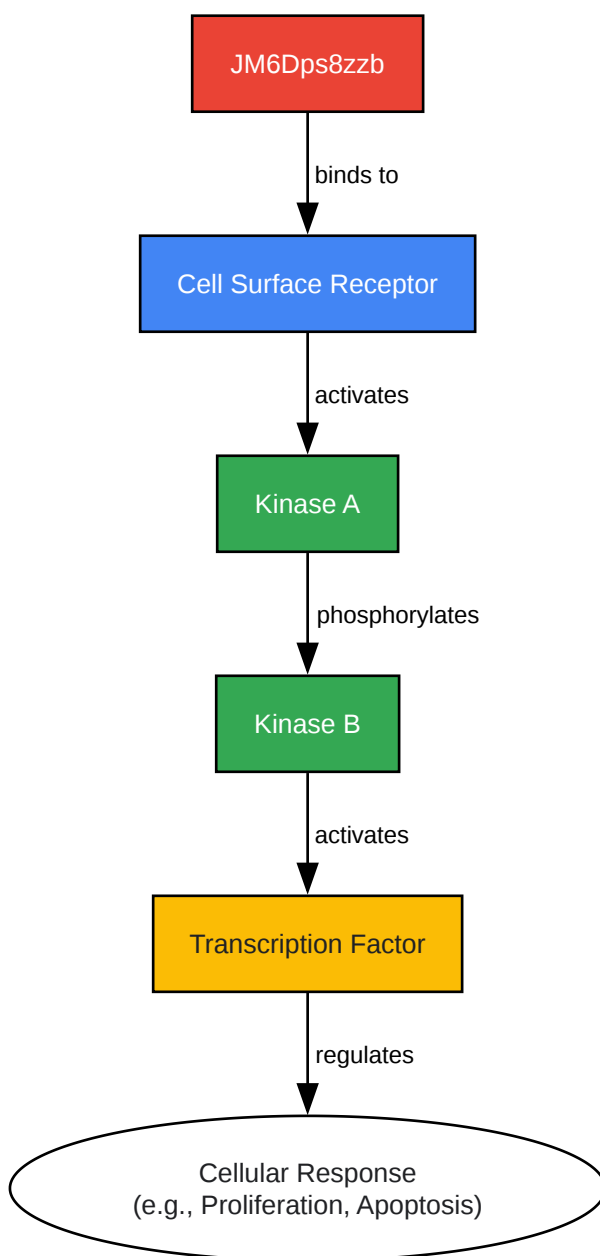 JM6Dps8zzb
binds to
Cell Surface Receptor
activates
Kinase A
phosphorylates
Kinase B
activates
Transcription Factor
regulates
Cellular Response
(e.g., Proliferation, Apoptosis)